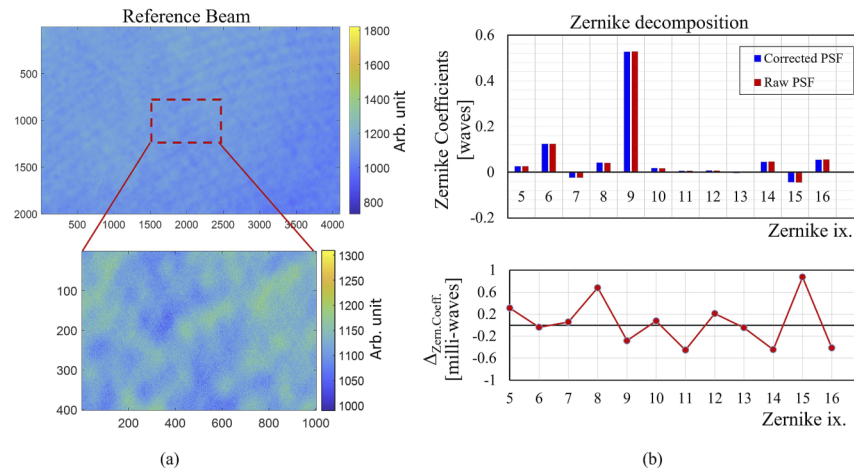 Reference Beam
500
1000
1500
2000
500 1000 1500 2000 2500 3000 3500 4000
1800
1600
1400
1200
1000
800
Arb. unit
100
200
300
400
200 400 600 800 1000
1300
1250
1200
1150
1100
1050
1000
Arb. unit
(a)
Zernike decomposition
Zernike Coefficients
[waves]
0.6
0.4
0.2
0
-0.2
Corrected PSF
Raw PSF
5 6 7 8 9 10 11 12 13 14 15 16
Zernike ix.
Δ Zern.Coeff.
[milli-waves]
1
0.6
0.2
-0.2
-0.6
-1
5 6 7 8 9 10 11 12 13 14 15 16
Zernike ix.
(b)